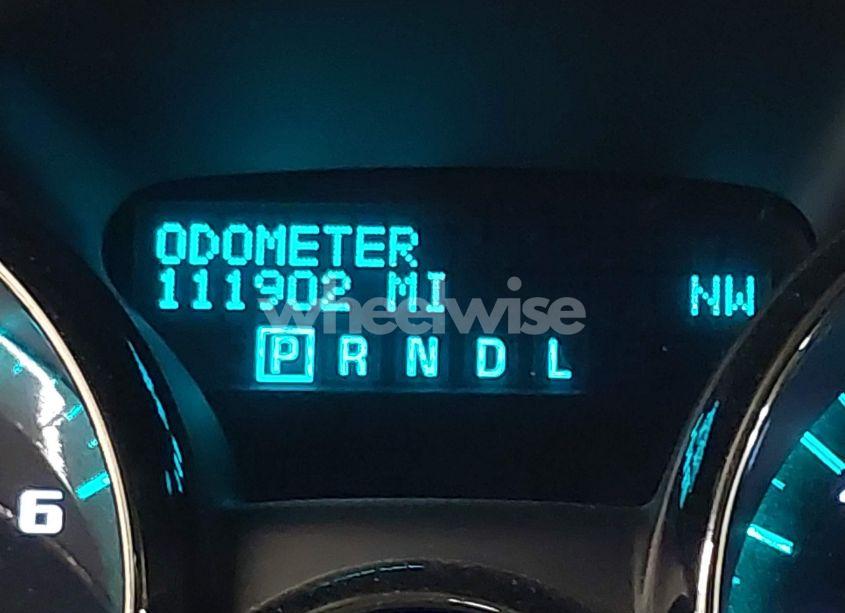 ODOMETER
111902 MI NW
wheelwise
P R N D L
6